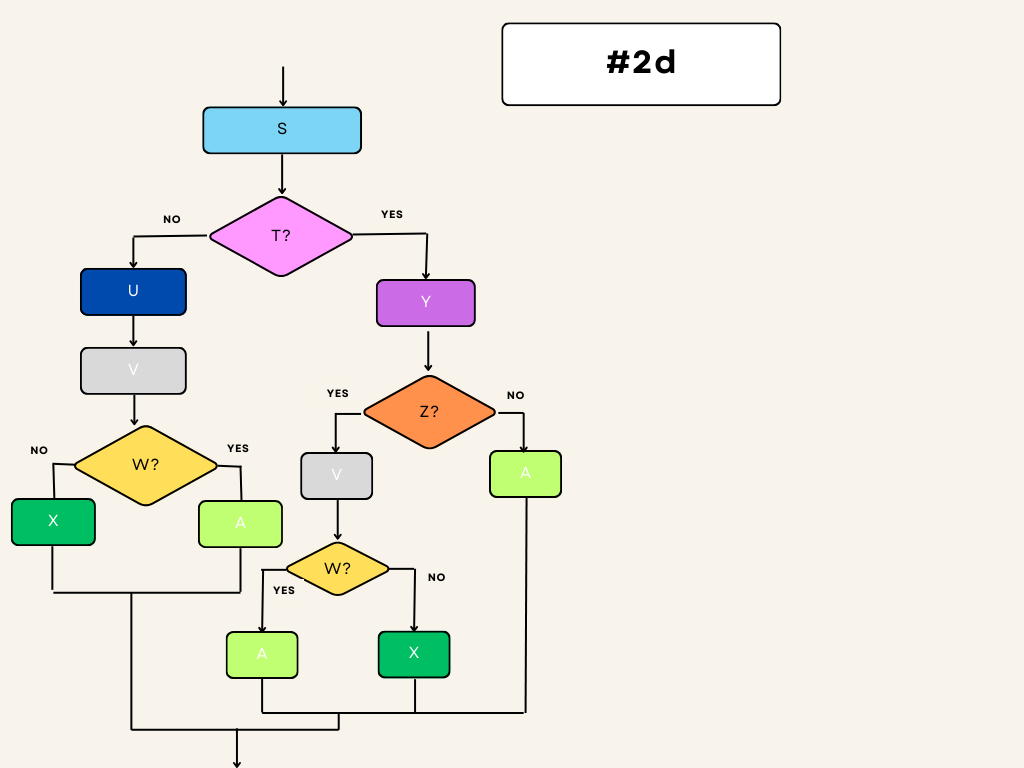 #2d
S
T?
NO
YES
U
Y
V
Z?
YES
NO
W?
NO
YES
V
A
X
A
W?
YES
NO
A
X